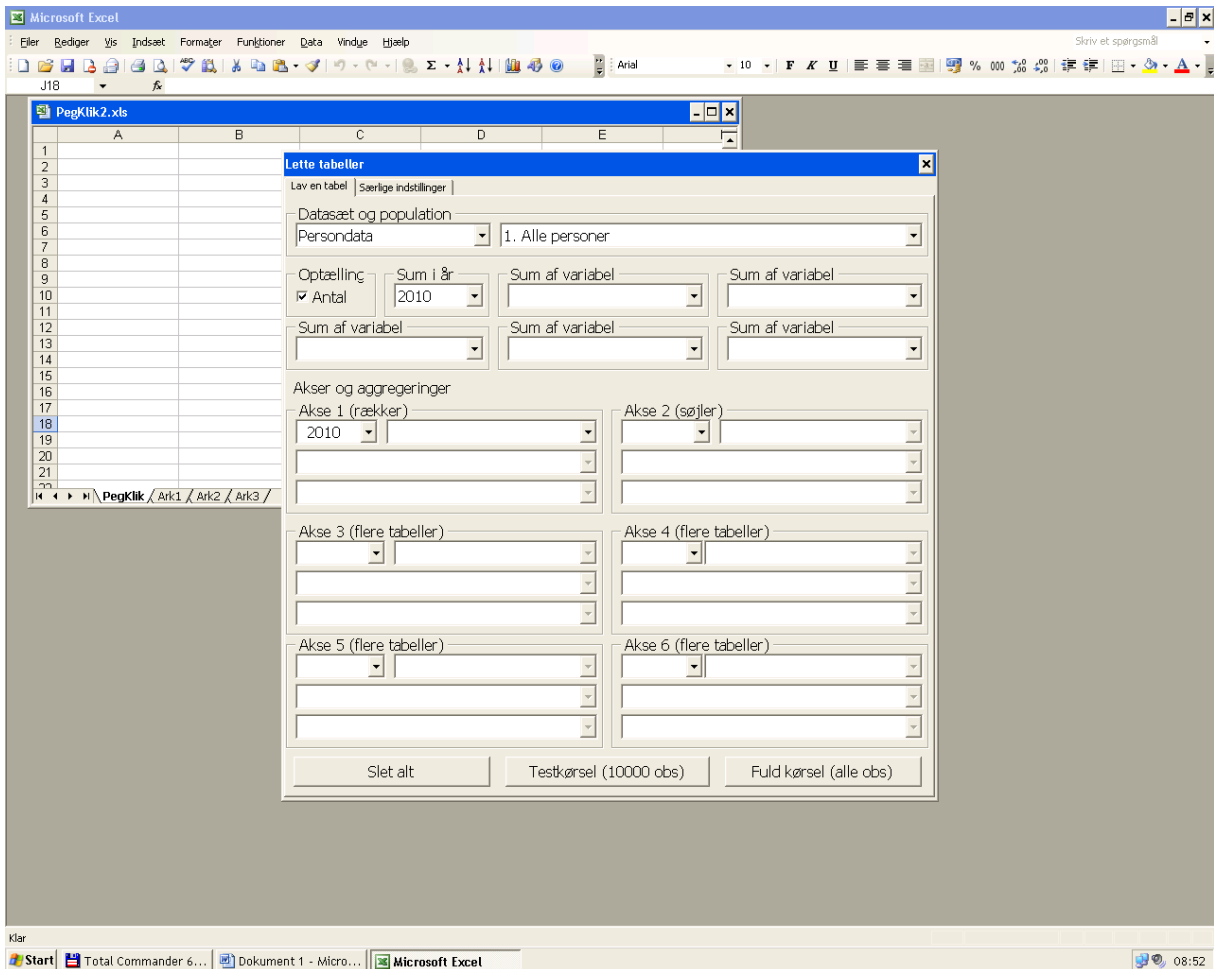 Microsoft Excel
Filer Rediger Vis Indsæt Formater Funktioner Data Vindue Hjælp Skriv et spørgsmål
Arial 10 F K U % 000
J18 fx
PegKlik2.xls
A B C D E
1
2
3
4
5
6
7
8
9
10
11
12
13
14
15
16
17
18
19
20
21
22
PegKlik Ark1 Ark2 Ark3
Lette tabeller
Lav en tabel Særlige indstillinger
Datasæt og population
Persondata 1. Alle personer
Optælling Sum i år Sum af variabel Sum af variabel
Antal 2010
Sum af variabel Sum af variabel Sum af variabel
Akser og aggregeringer
Akse 1 (rækker) Akse 2 (søjler)
2010
Akse 3 (flere tabeller) Akse 4 (flere tabeller)
Akse 5 (flere tabeller) Akse 6 (flere tabeller)
Slet alt Testkørsel (10000 obs) Fuld kørsel (alle obs)
Klar
Start Total Commander 6... Dokument 1 - Micro... Microsoft Excel 08:52